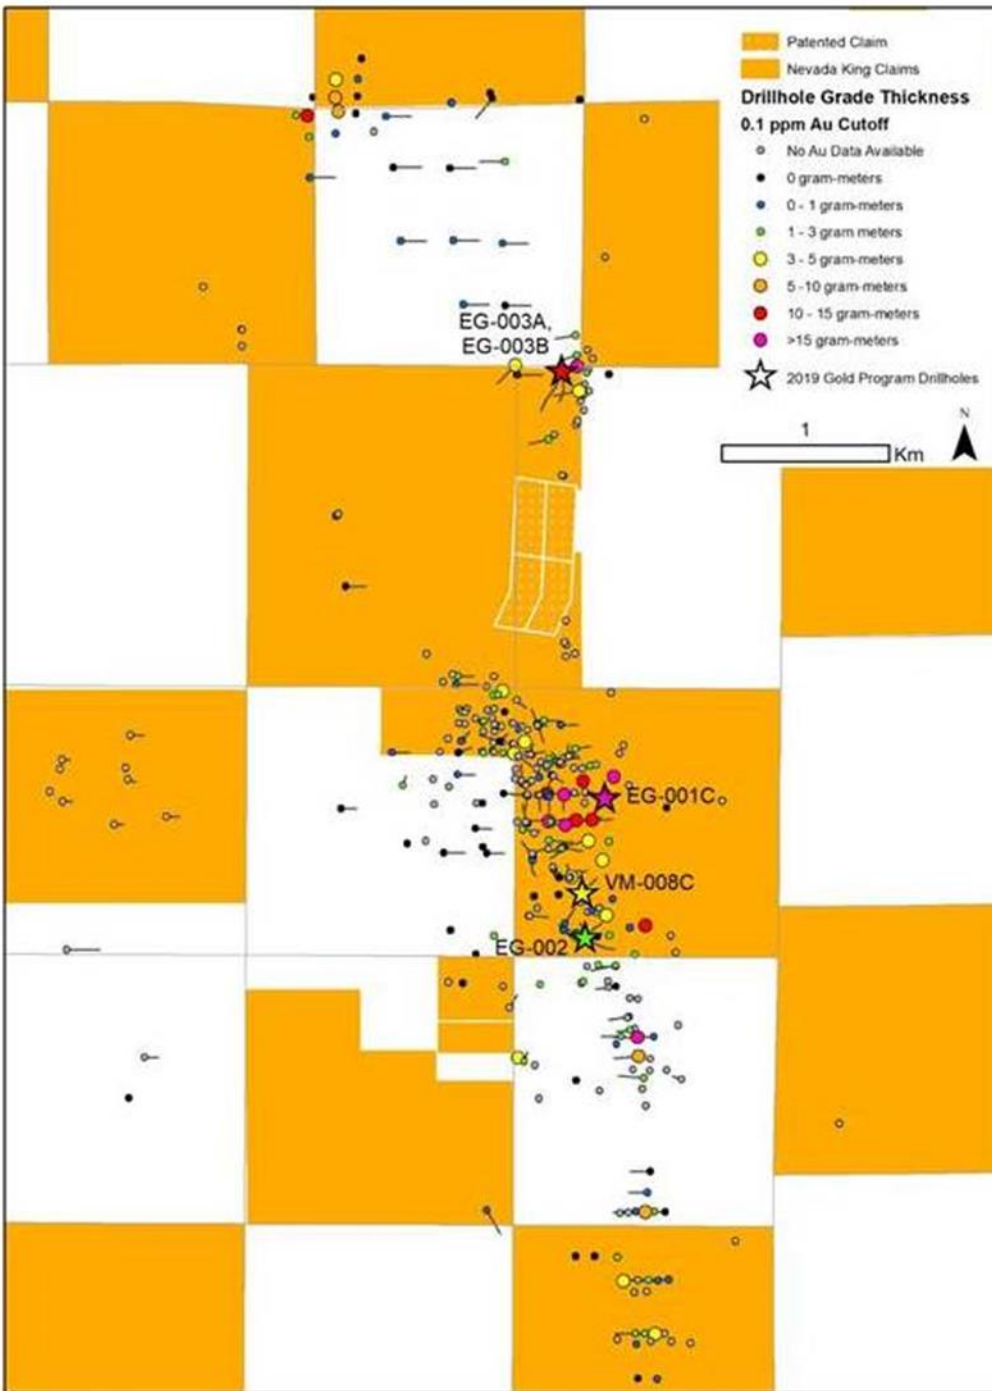 Patented Claim
Nevada King Claims
Drillhole Grade Thickness
0.1 ppm Au Cutoff
No Au Data Available
0 gram-meters
0 - 1 gram-meters
1 - 3 gram meters
3 - 5 gram-meters
5 -10 gram-meters
10 - 15 gram-meters
>15 gram-meters
2019 Gold Program Drillholes
1
Km
N
EG-003A,
EG-003B
EG-001C
VM-008C
EG-002